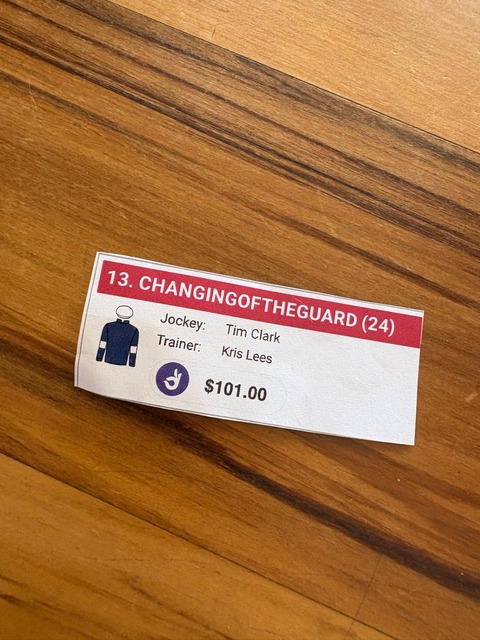 13. CHANGINGOFTHEGUARD (24)
Jockey: Tim Clark
Trainer: Kris Lees
$101.00